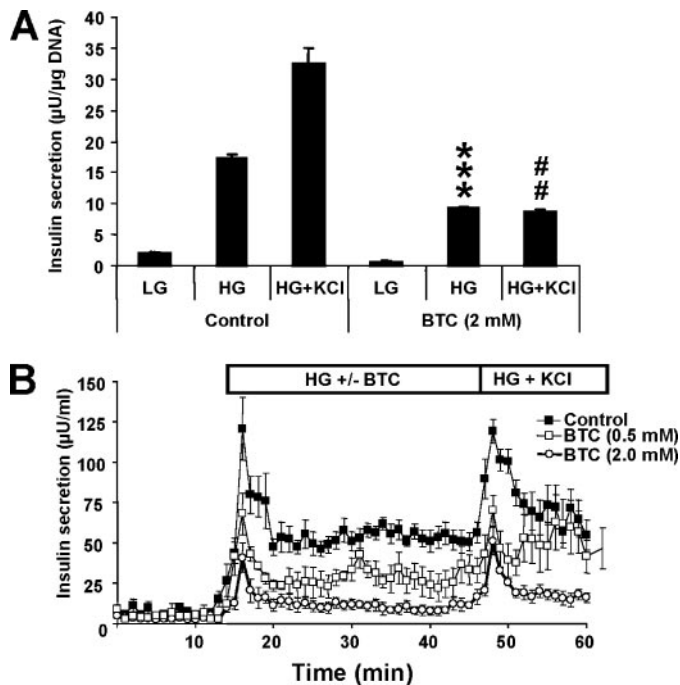 A
Insulin secretion (µU/µg DNA)
40
35
30
25
20
15
10
5
0
***
##
LG HG HG+KCl LG HG HG+KCl
Control BTC (2 mM)
B
HG +/- BTC HG + KCl
Insulin secretion (µU/ml)
150
125
100
75
50
25
0
Control
BTC (0.5 mM)
BTC (2.0 mM)
10 20 30 40 50 60
Time (min)